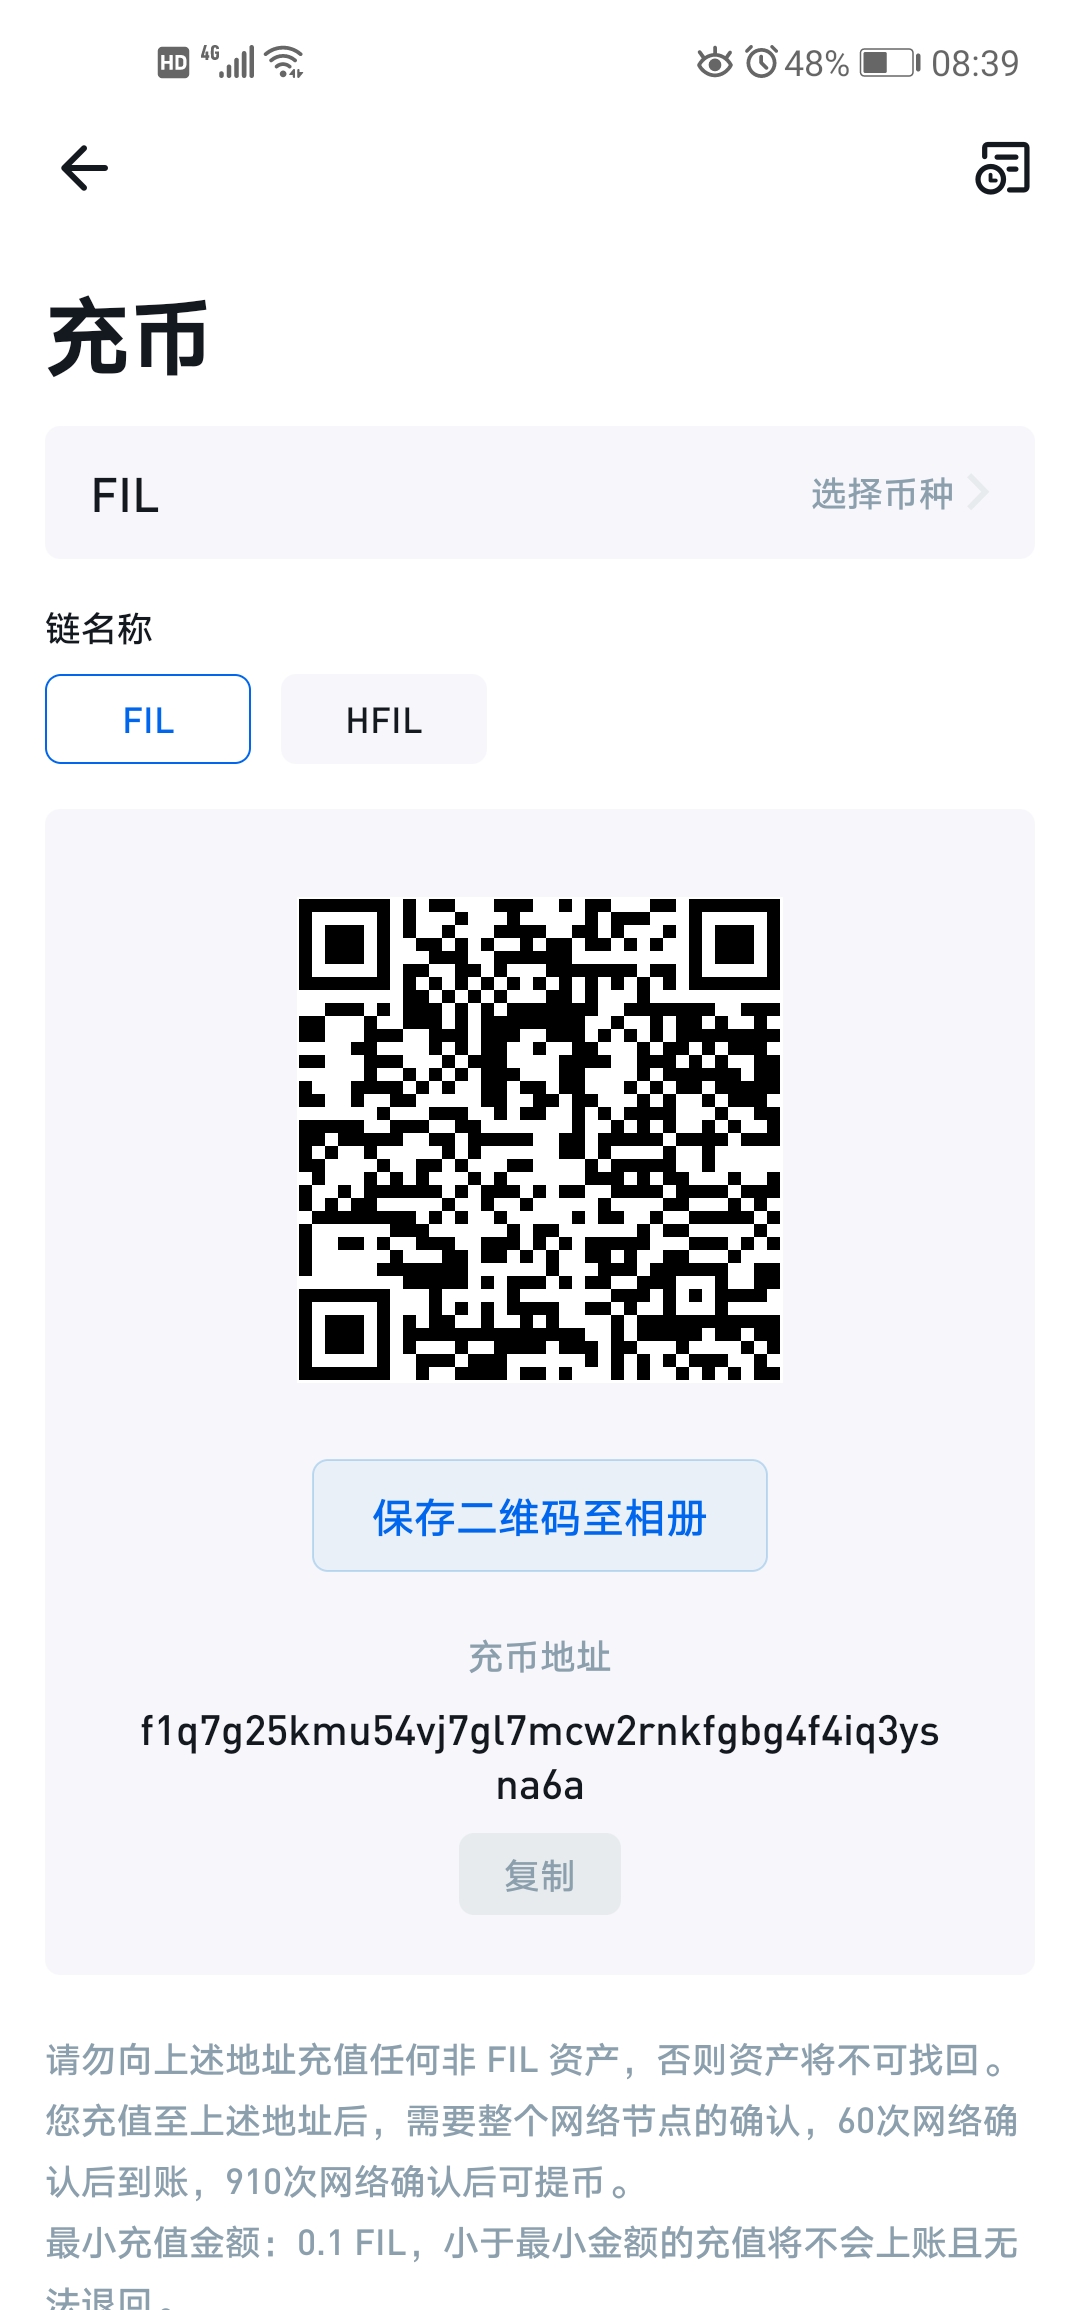 HD 4G 48% 08:39
充币
FIL 选择币种
链名称
FIL HFIL
保存二维码至相册
充币地址
f1q7g25kmu54vj7gl7mcw2rnkfgbg4f4iq3ys
na6a
复制
请勿向上述地址充值任何非 FIL 资产，否则资产将不可找回。
您充值至上述地址后，需要整个网络节点的确认，60次网络确
认后到账，910次网络确认后可提币。
最小充值金额：0.1 FIL，小于最小金额的充值将不会上账且无
法退回。